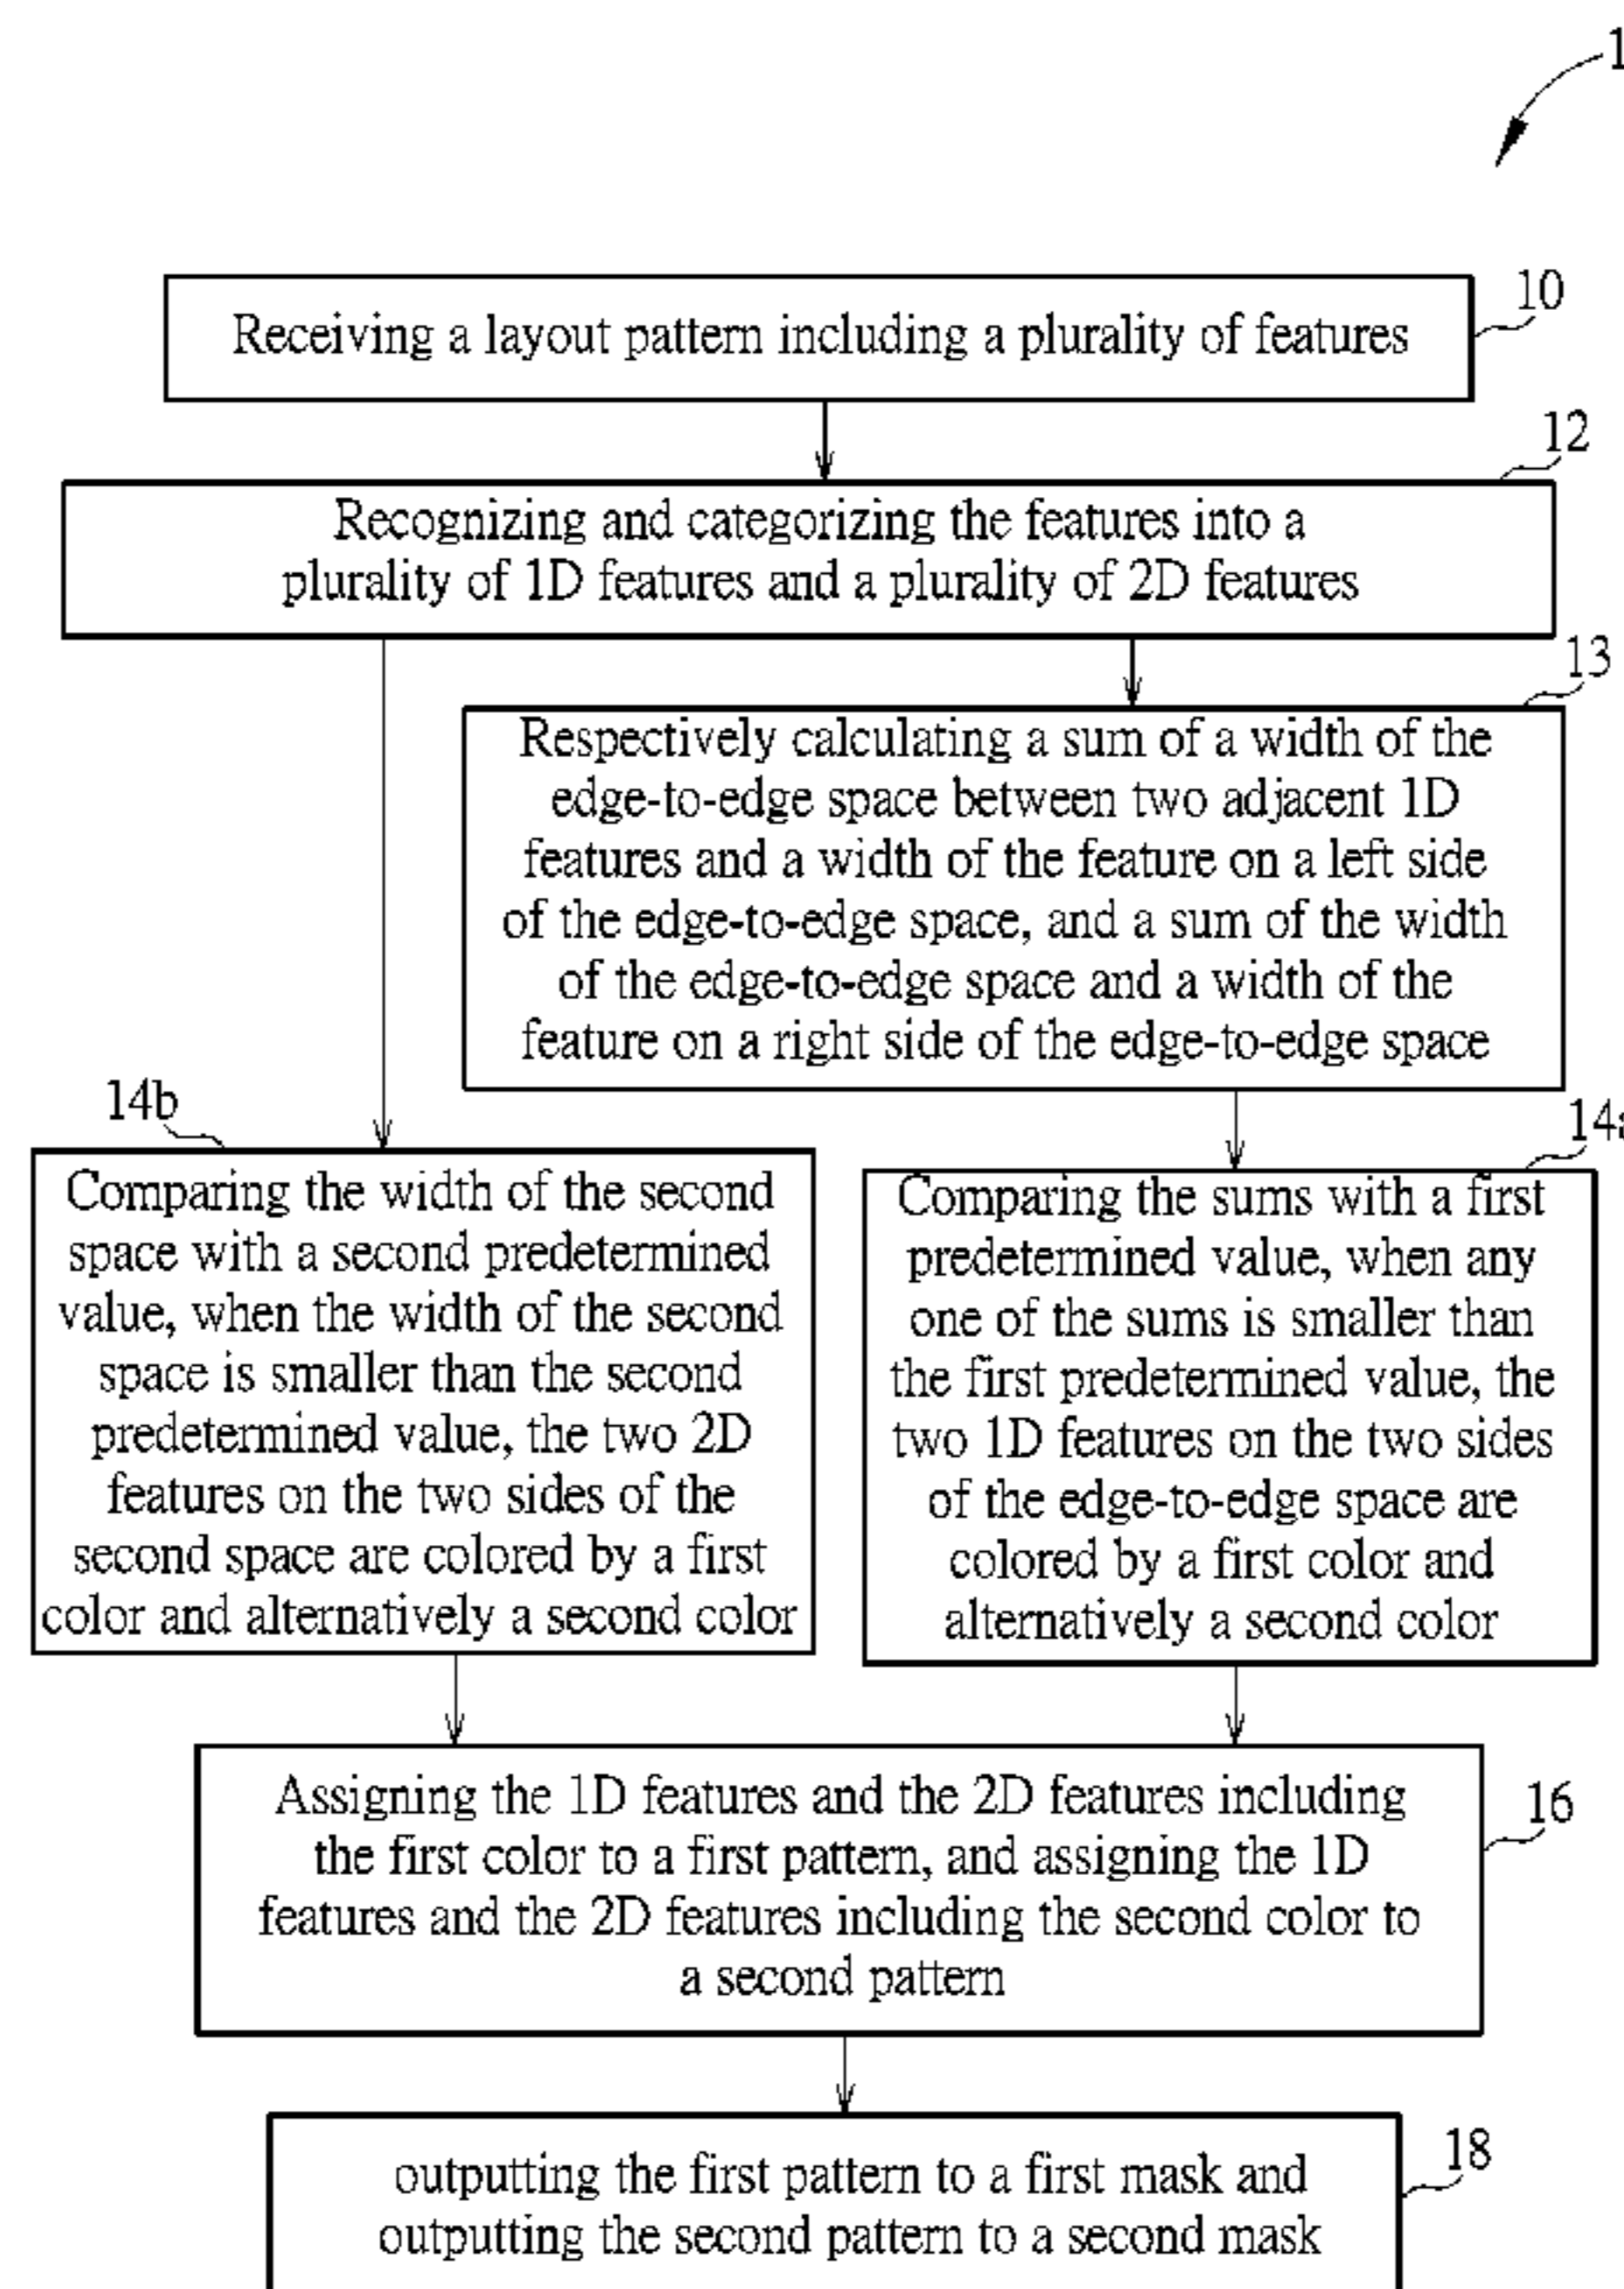 1
10
Receiving a layout pattern including a plurality of features
12
Recognizing and categorizing the features into a
plurality of 1D features and a plurality of 2D features
13
Respectively calculating a sum of a width of the
edge-to-edge space between two adjacent 1D
features and a width of the feature on a left side
of the edge-to-edge space, and a sum of the width
of the edge-to-edge space and a width of the
feature on a right side of the edge-to-edge space
14b
Comparing the width of the second
space with a second predetermined
value, when the width of the second
space is smaller than the second
predetermined value, the two 2D
features on the two sides of the
second space are colored by a first
color and alternatively a second color
14a
Comparing the sums with a first
predetermined value, when any
one of the sums is smaller than
the first predetermined value, the
two 1D features on the two sides
of the edge-to-edge space are
colored by a first color and
alternatively a second color
16
Assigning the 1D features and the 2D features including
the first color to a first pattern, and assigning the 1D
features and the 2D features including the second color to
a second pattern
18
outputting the first pattern to a first mask and
outputting the second pattern to a second mask